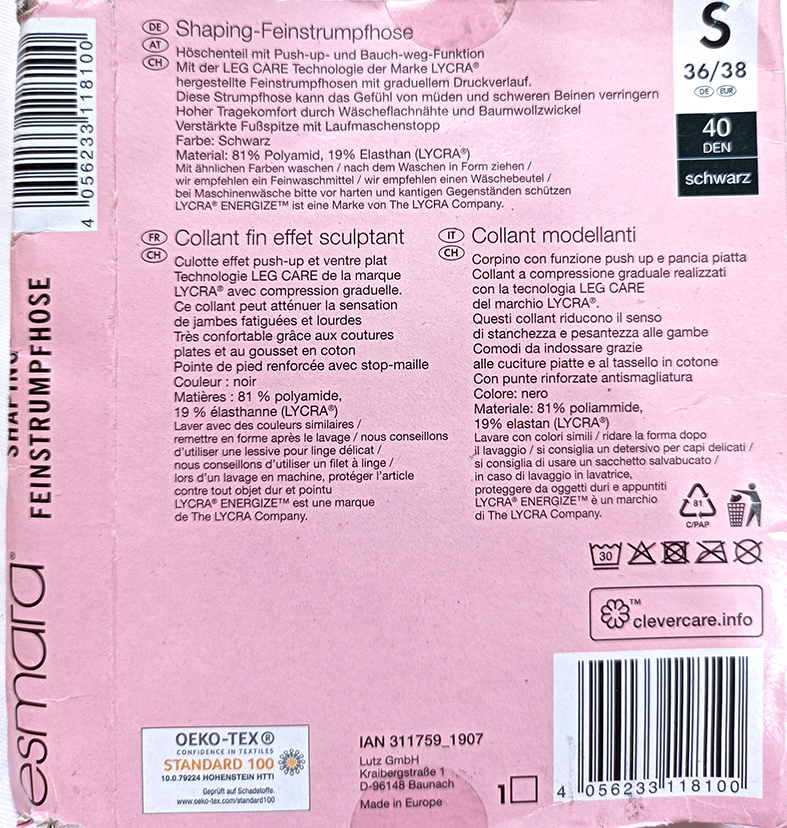 4 056233 118100
SHAPING
FEINSTRUMPFHOSE
esmara®
DE
AT
CH
Shaping-Feinstrumpfhose
Höschenteil mit Push-up- und Bauch-weg-Funktion
Mit der LEG CARE Technologie der Marke LYCRA®
hergestellte Feinstrumpfhosen mit graduellem Druckverlauf.
Diese Strumpfhose kann das Gefühl von müden und schweren Beinen verringern
Hoher Tragekomfort durch Wäscheflachnähte und Baumwollzwickel
Verstärkte Fußspitze mit Laufmaschenstopp
Farbe: Schwarz
Material: 81% Polyamid, 19% Elasthan (LYCRA®)
Mit ähnlichen Farben waschen / nach dem Waschen in Form ziehen /
wir empfehlen ein Feinwaschmittel / wir empfehlen einen Wäschebeutel /
bei Maschinenwäsche bitte vor harten und kantigen Gegenständen schützen
LYCRA® ENERGIZE™ ist eine Marke von The LYCRA Company.
S
36/38
DE EUR
40
DEN
schwarz
FR
CH
Collant fin effet sculptant
Culotte effet push-up et ventre plat
Technologie LEG CARE de la marque
LYCRA® avec compression graduelle.
Ce collant peut atténuer la sensation
de jambes fatiguées et lourdes
Très confortable grâce aux coutures
plates et au gousset en coton
Pointe de pied renforcée avec stop-maille
Couleur : noir
Matières : 81 % polyamide,
19 % élasthanne (LYCRA®)
Laver avec des couleurs similaires /
remettre en forme après le lavage / nous conseillons
d'utiliser une lessive pour linge délicat /
nous conseillons d'utiliser un filet à linge /
lors d'un lavage en machine, protéger l'article
contre tout objet dur et pointu
LYCRA® ENERGIZE™ est une marque
de The LYCRA Company.
IT
CH
Collant modellanti
Corpino con funzione push up e pancia piatta
Collant a compressione graduale realizzati
con la tecnologia LEG CARE
del marchio LYCRA®.
Questi collant riducono il senso
di stanchezza e pesantezza alle gambe
Comodi da indossare grazie
alle cuciture piatte e al tassello in cotone
Con punte rinforzate antismagliatura
Colore: nero
Materiale: 81% poliammide,
19% elastan (LYCRA®)
Lavare con colori simili / ridare la forma dopo
il lavaggio / si consiglia un detersivo per capi delicati /
si consiglia di usare un sacchetto salvabucato /
in caso di lavaggio in lavatrice,
proteggere da oggetti duri e appuntiti
LYCRA® ENERGIZE™ è un marchio
di The LYCRA Company.
81
C/PAP
30
™
clevercare.info
OEKO-TEX®
CONFIDENCE IN TEXTILES
STANDARD 100
10.0.79224 HOHENSTEIN HTTI
Geprüft auf Schadstoffe.
www.oeko-tex.com/standard100
IAN 311759_1907
Lutz GmbH
Kraibergstraße 1
D-96148 Baunach
Made in Europe
1
4 056233 118100